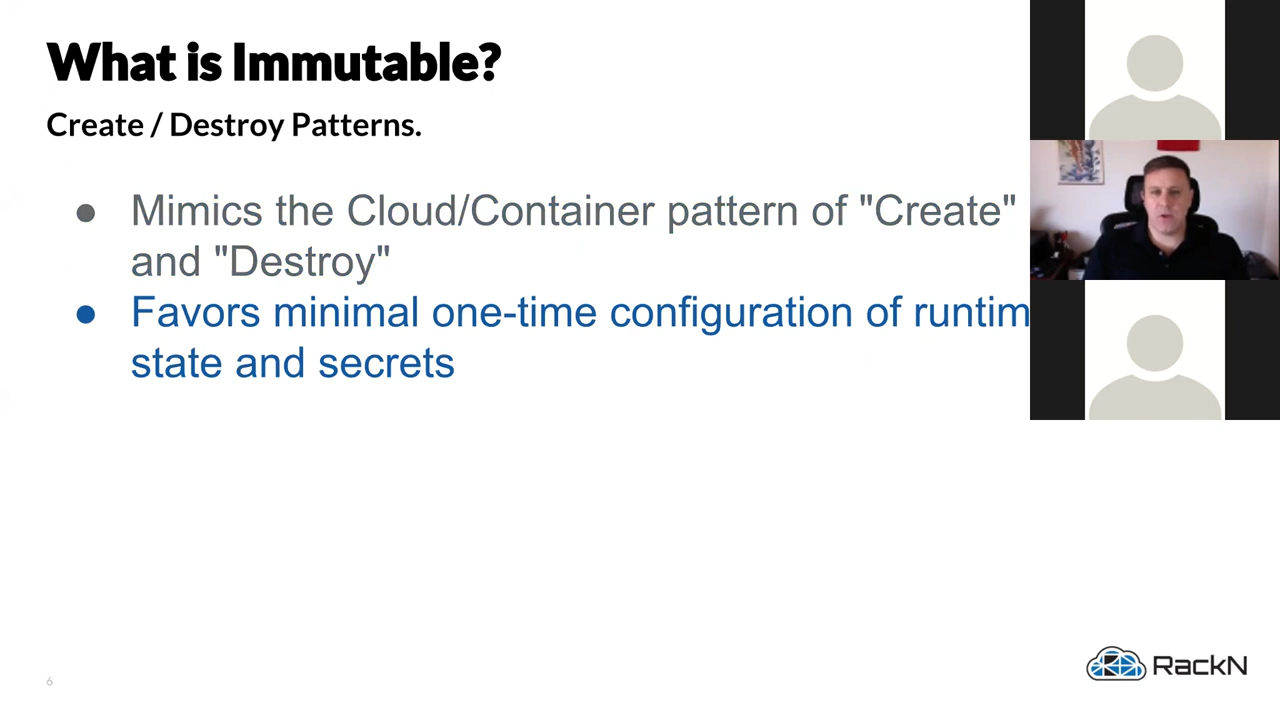 What is Immutable?
Create / Destroy Patterns.
● Mimics the Cloud/Container pattern of "Create"
and "Destroy"
● Favors minimal one-time configuration of runtim
state and secrets
6
RackN